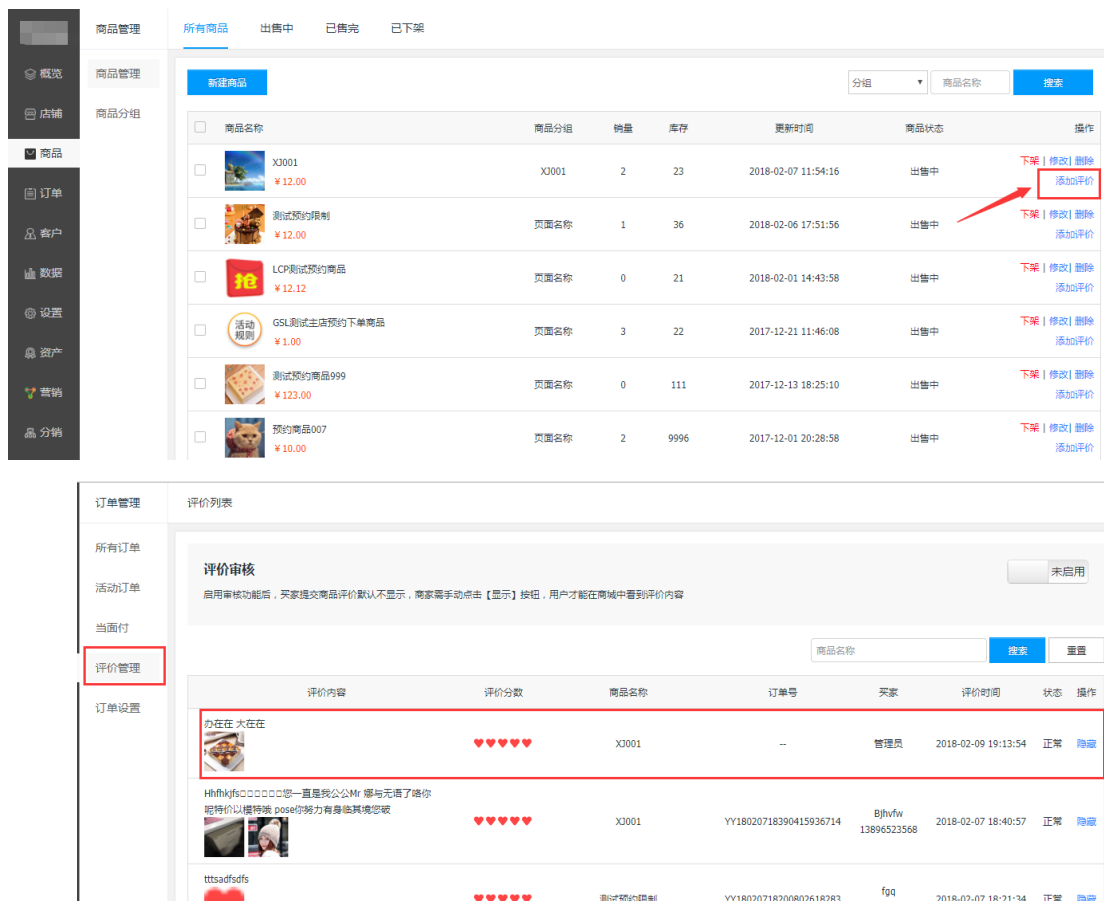 商品管理
所有商品 出售中 已售完 已下架
概览
店铺
商品
订单
客户
数据
设置
资产
营销
分销
商品管理
商品分组
新建商品 分组 商品名称 搜索
商品名称 商品分组 销量 库存 更新时间 商品状态 操作
XJ001
¥12.00
XJ001 2 23 2018-02-07 11:54:16 出售中
下架 | 修改| 删除
添加评价
测试预约限制
¥12.00
页面名称 1 36 2018-02-06 17:51:56 出售中
下架 | 修改| 删除
添加评价
抢
LCP测试预约商品
¥12.12
页面名称 0 21 2018-02-01 14:43:58 出售中
下架 | 修改| 删除
添加评价
活动
规则
GSL测试主店预约下单商品
¥1.00
页面名称 3 22 2017-12-21 11:46:08 出售中
下架 | 修改| 删除
添加评价
测试预约商品999
¥123.00
页面名称 0 111 2017-12-13 18:25:10 出售中
下架 | 修改| 删除
添加评价
预约商品007
¥10.00
页面名称 2 9996 2017-12-01 20:28:58 出售中
下架 | 修改| 删除
添加评价
订单管理
评价列表
所有订单
活动订单
当面付
评价管理
订单设置
评价审核
未启用
启用审核功能后，买家提交商品评价默认不显示，商家需手动点击【显示】按钮，用户才能在商城中看到评价内容
商品名称 搜索 重置
评价内容 评价分数 商品名称 订单号 买家 评价时间 状态 操作
办在在 大在在
♥♥♥♥♥ XJ001 -- 管理员 2018-02-09 19:13:54 正常 隐藏
Hhfhkjfs□□□□□□您一直是我公公Mr 娜与无语了咯你
呢特价以模特哦 pose你努力有身临其境您破
♥♥♥♥♥ XJ001 YY18020718390415936714
Bjhvfw
13896523568
2018-02-07 18:40:57 正常 隐藏
tttsadfsdfs
♥♥♥♥♥ 测试预约限制 YY18020718200802618283
fgq
2018-02-07 18:21:34 正常 隐藏